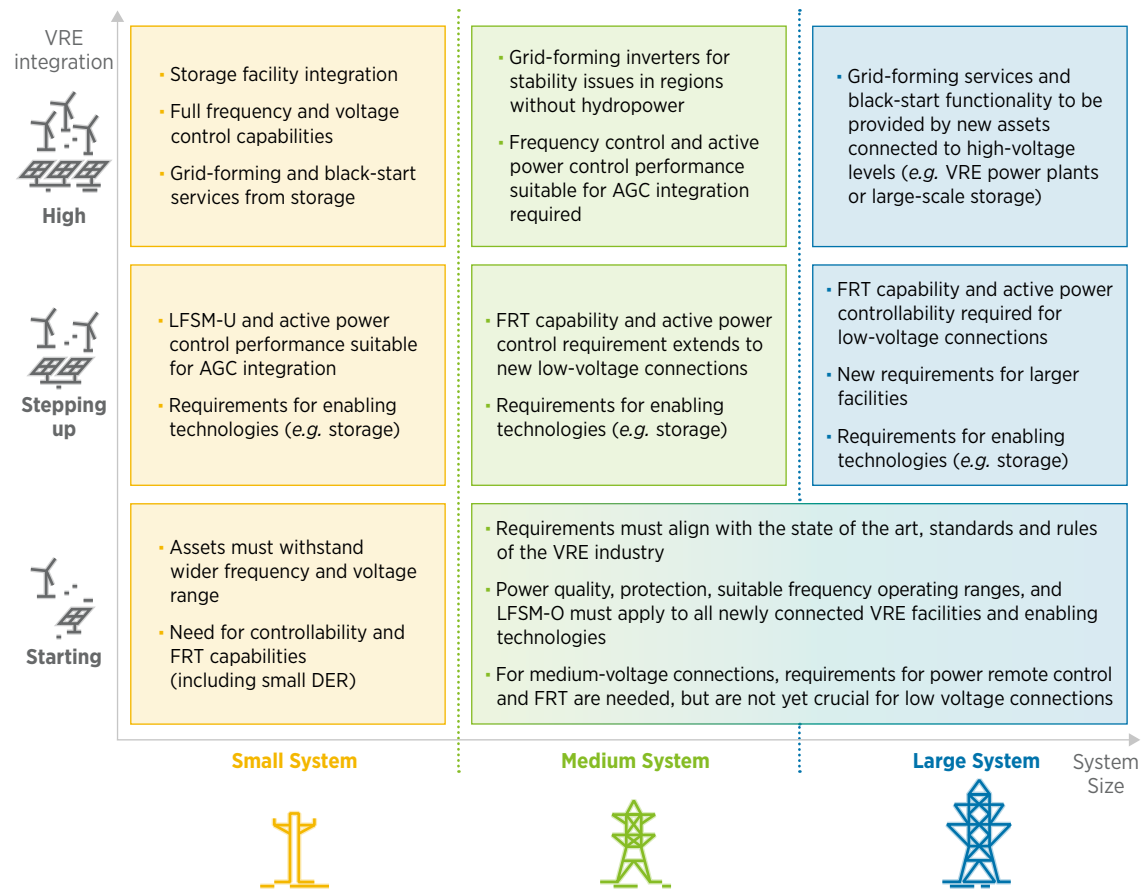 VRE
integration
High
▪ Storage facility integration
▪ Full frequency and voltage
control capabilities
▪ Grid-forming and black-start
services from storage
▪ Grid-forming inverters for
stability issues in regions
without hydropower
▪ Frequency control and active
power control performance
suitable for AGC integration
required
▪ Grid-forming services and
black-start functionality to be
provided by new assets
connected to high-voltage
levels (e.g. VRE power plants
or large-scale storage)
Stepping
up
▪ LFSM-U and active power
control performance suitable
for AGC integration
▪ Requirements for enabling
technologies (e.g. storage)
▪ FRT capability and active power
control requirement extends to
new low-voltage connections
▪ Requirements for enabling
technologies (e.g. storage)
▪ FRT capability and active power
controllability required for
low-voltage connections
▪ New requirements for larger
facilities
▪ Requirements for enabling
technologies (e.g. storage)
Starting
▪ Assets must withstand
wider frequency and voltage
range
▪ Need for controllability and
FRT capabilities
(including small DER)
▪ Requirements must align with the state of the art, standards and rules
of the VRE industry
▪ Power quality, protection, suitable frequency operating ranges, and
LFSM-O must apply to all newly connected VRE facilities and enabling
technologies
▪ For medium-voltage connections, requirements for power remote control
and FRT are needed, but are not yet crucial for low voltage connections
Small System
Medium System
Large System
System
Size